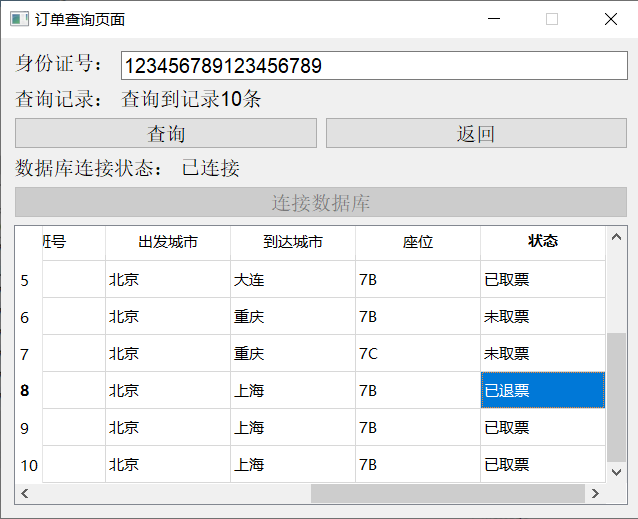 订单查询页面
身份证号： 123456789123456789
查询记录： 查询到记录10条
查询 返回
数据库连接状态： 已连接
连接数据库
班号 出发城市 到达城市 座位 状态
5 北京 大连 7B 已取票
6 北京 重庆 7B 未取票
7 北京 重庆 7C 未取票
8 北京 上海 7B 已退票
9 北京 上海 7B 已取票
10 北京 上海 7B 已取票